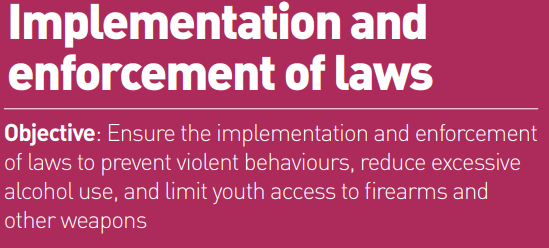 Implementation and
enforcement of laws
Objective: Ensure the implementation and enforcement
of laws to prevent violent behaviours, reduce excessive
alcohol use, and limit youth access to firearms and
other weapons